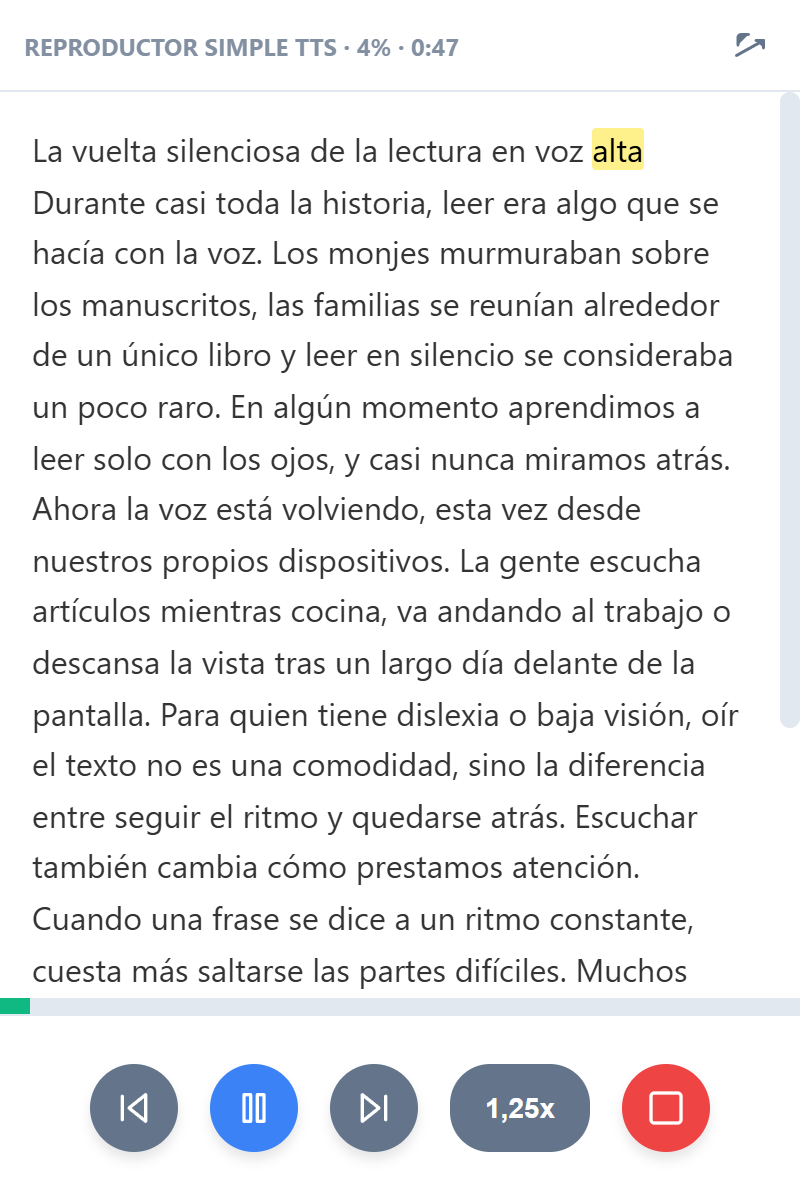 REPRODUCTOR SIMPLE TTS · 4% · 0:47
La vuelta silenciosa de la lectura en voz alta
Durante casi toda la historia, leer era algo que se
hacía con la voz. Los monjes murmuraban sobre
los manuscritos, las familias se reunían alrededor
de un único libro y leer en silencio se consideraba
un poco raro. En algún momento aprendimos a
leer solo con los ojos, y casi nunca miramos atrás.
Ahora la voz está volviendo, esta vez desde
nuestros propios dispositivos. La gente escucha
artículos mientras cocina, va andando al trabajo o
descansa la vista tras un largo día delante de la
pantalla. Para quien tiene dislexia o baja visión, oír
el texto no es una comodidad, sino la diferencia
entre seguir el ritmo y quedarse atrás. Escuchar
también cambia cómo prestamos atención.
Cuando una frase se dice a un ritmo constante,
cuesta más saltarse las partes difíciles. Muchos
1,25x